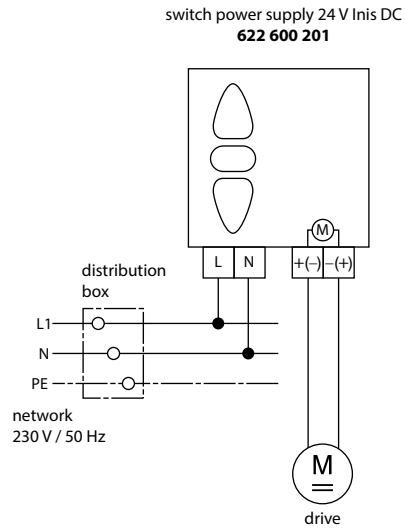 switch power supply 24 V Inis DC
622 600 201
M
L N +(−) −(+)
distribution
box
L1
N
PE
network
230 V / 50 Hz
M
drive